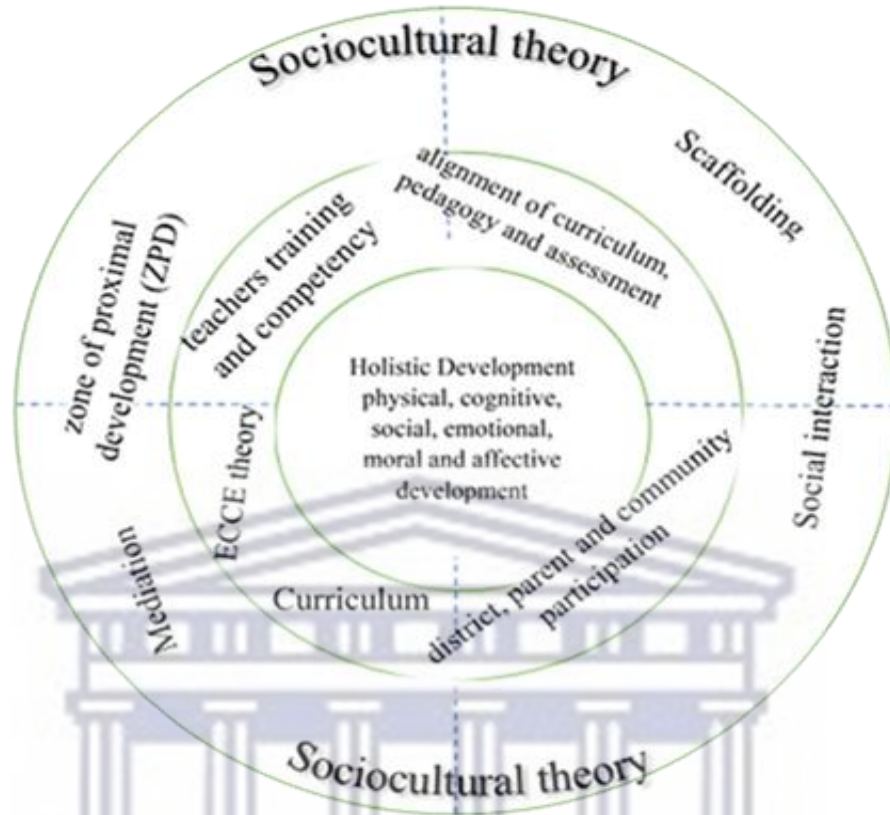 Sociocultural theory
Scaffolding
alignment of curriculum,
pedagogy and assessment
teachers training
and competency
zone of proximal
development (ZPD)
Holistic Development
physical, cognitive,
social, emotional,
moral and affective
development
Social interaction
ECCE theory
district, parent and community
participation
Mediation
Curriculum
Sociocultural theory